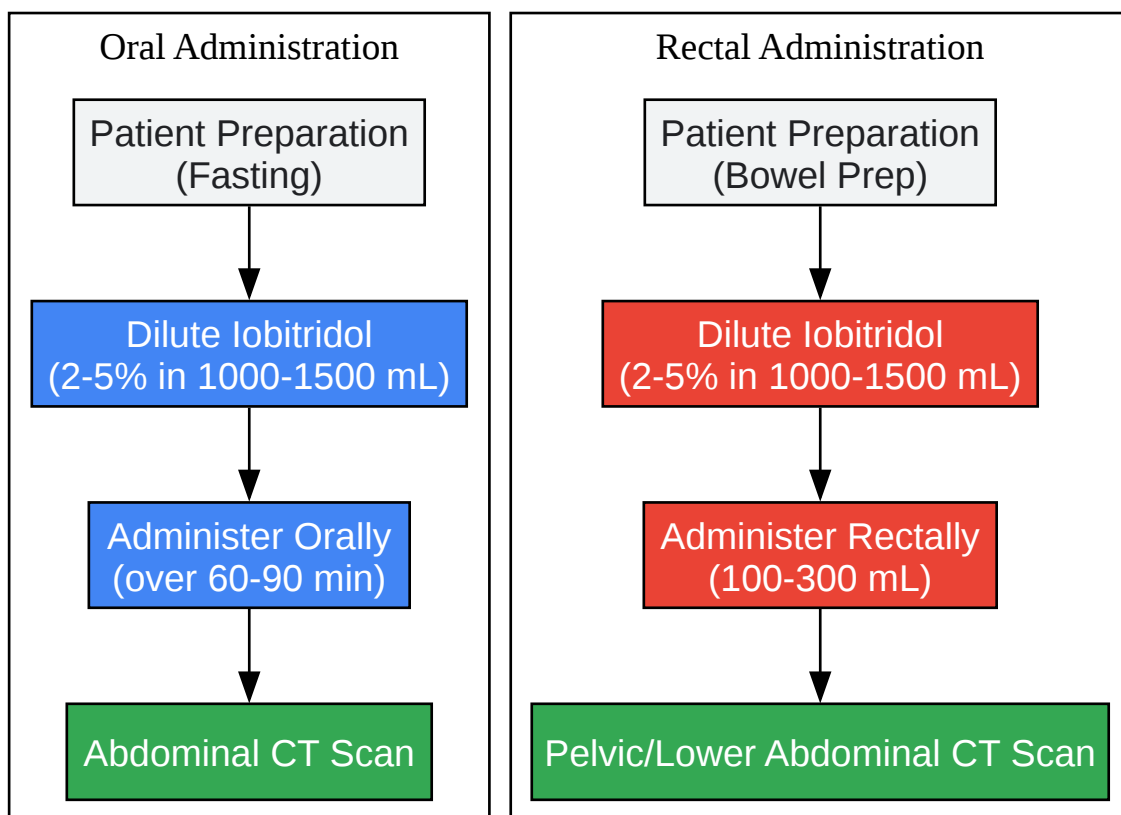 Oral Administration
Patient Preparation
(Fasting)
Dilute Iobitridol
(2-5% in 1000-1500 mL)
Administer Orally
(over 60-90 min)
Abdominal CT Scan
Rectal Administration
Patient Preparation
(Bowel Prep)
Dilute Iobitridol
(2-5% in 1000-1500 mL)
Administer Rectally
(100-300 mL)
Pelvic/Lower Abdominal CT Scan